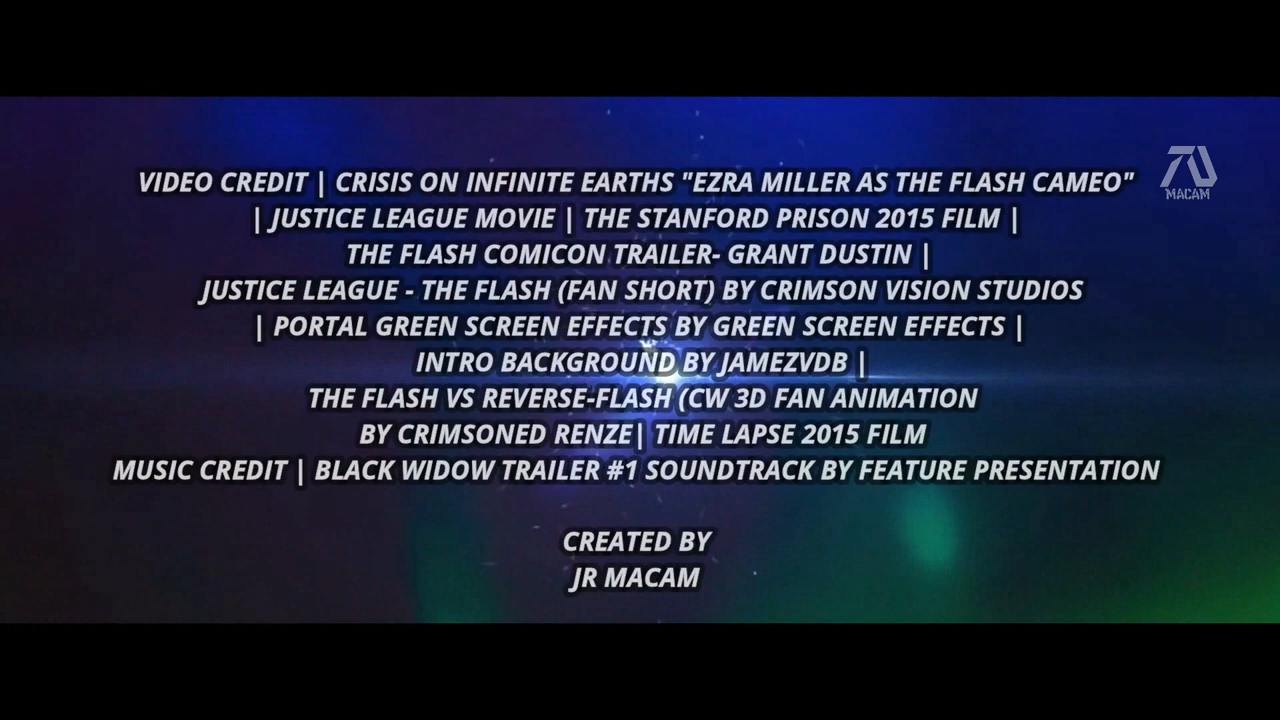 VIDEO CREDIT | CRISIS ON INFINITE EARTHS "EZRA MILLER AS THE FLASH CAMEO"
| JUSTICE LEAGUE MOVIE | THE STANFORD PRISON 2015 FILM |
THE FLASH COMICON TRAILER- GRANT DUSTIN |
JUSTICE LEAGUE - THE FLASH (FAN SHORT) BY CRIMSON VISION STUDIOS
| PORTAL GREEN SCREEN EFFECTS BY GREEN SCREEN EFFECTS |
INTRO BACKGROUND BY JAMEZVDB |
THE FLASH VS REVERSE-FLASH (CW 3D FAN ANIMATION
BY CRIMSONED RENZE| TIME LAPSE 2015 FILM
MUSIC CREDIT | BLACK WIDOW TRAILER #1 SOUNDTRACK BY FEATURE PRESENTATION
CREATED BY
JR MACAM
MACAM